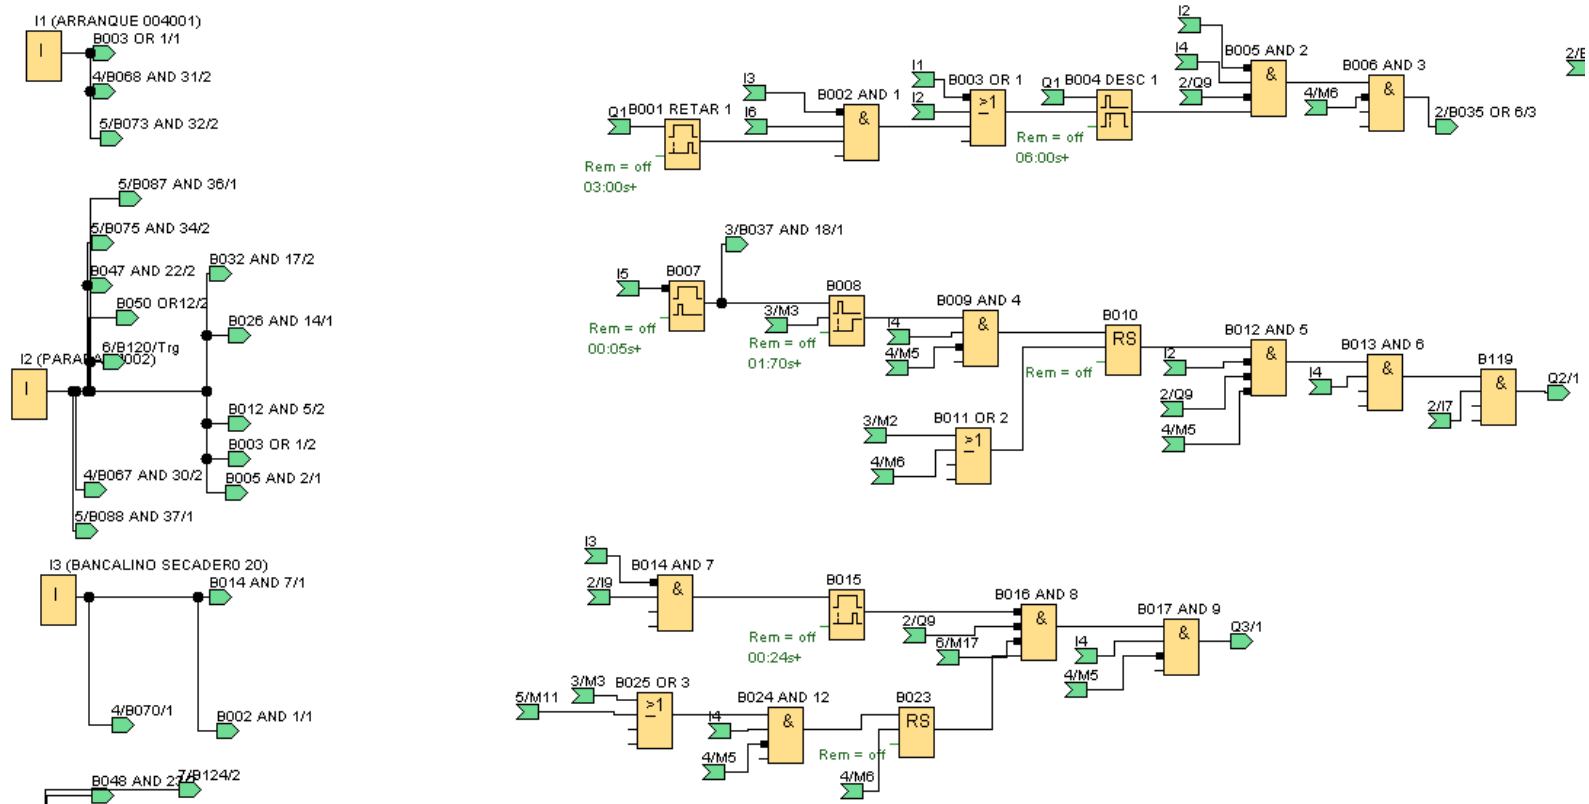 I1 (ARRANQUE 004001)
I
B003 OR 1/1
4/B068 AND 31/2
5/B073 AND 32/2
5/B087 AND 36/1
5/B075 AND 34/2
B047 AND 22/2
B050 OR12/2
6/B120/Trg
B032 AND 17/2
B026 AND 14/1
I
B012 AND 5/2
B003 OR 1/2
B005 AND 2/1
4/B067 AND 30/2
5/B088 AND 37/1
I3 (BANCALINO SECADER0 20)
I
B014 AND 7/1
4/B070/1
B002 AND 1/1
7/B124/2
B048 AND
Q1
B001 RETAR 1
Rem = off
03:00s+
I3
I6
B002 AND 1
&
I1
I2
B003 OR 1
>1
Q1
B004 DESC 1
Rem = off
06:00s+
I2
I4
2/Q9
B005 AND 2
&
4/M6
B006 AND 3
&
2/B035 OR 6/3
3/B037 AND 18/1
I5
B007
Rem = off
00:05s+
3/M3
B008
Rem = off
01:70s+
I4
4/M5
B009 AND 4
&
3/M2
4/M6
B011 OR 2
>1
B010
RS
Rem = off
I2
2/Q9
4/M5
B012 AND 5
&
I4
B013 AND 6
&
2/I7
B119
&
Q2/1
I3
2/I9
B014 AND 7
&
B015
Rem = off
00:24s+
2/Q9
6/M17
B016 AND 8
&
I4
4/M5
B017 AND 9
&
Q3/1
5/M11
3/M3
B025 OR 3
>1
I4
4/M5
B024 AND 12
&
4/M6
B023
RS
Rem = off